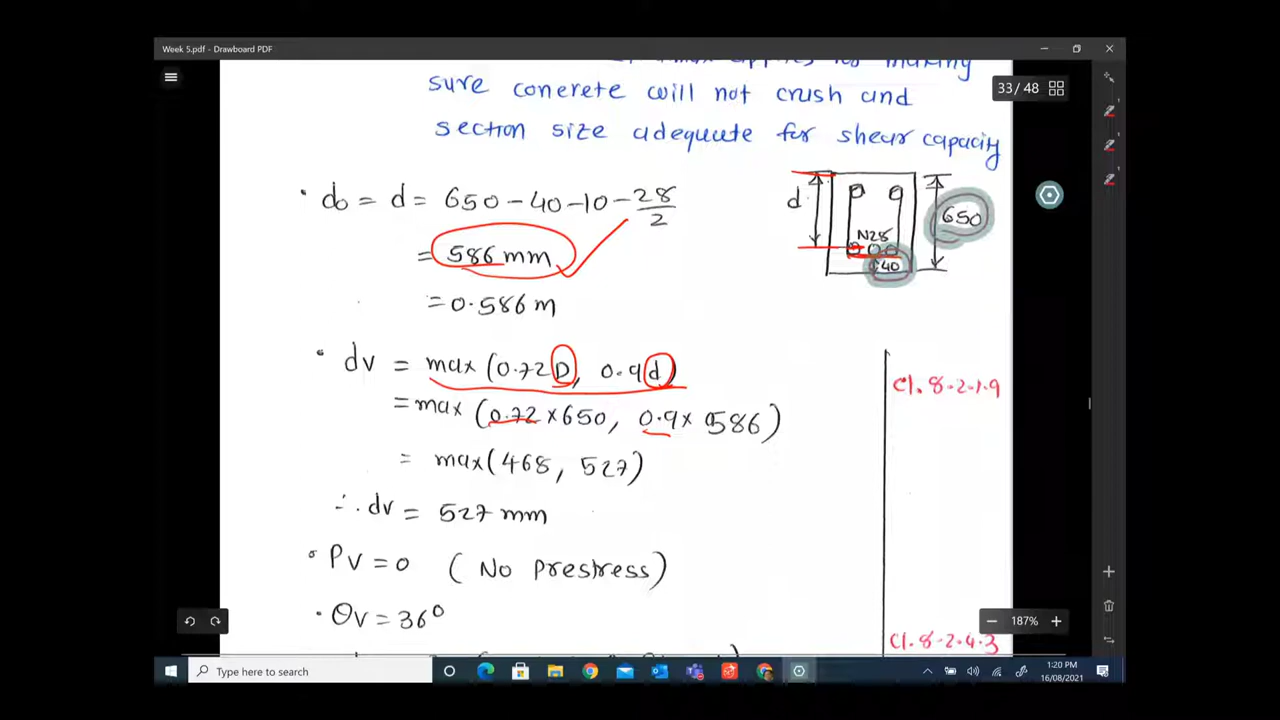 Week 5.pdf - Drawboard PDF
33 / 48
sure conerete will not crush and
section size adequate for shear capacity
• do = d = 650 - 40 - 10 - 28/2
= 586 mm
= 0.586 m
d
N28
40
650
• dv = max (0.72 D, 0.9 d)
= max (0.72 × 650, 0.9 × 586)
= max (468, 527)
∴ dv = 527 mm
• Pv = 0 ( No prestress)
• θv = 36°
Cl. 8.2.1.9
Cl. 8.2.4.3
187%
Type here to search
1:20 PM
16/08/2021